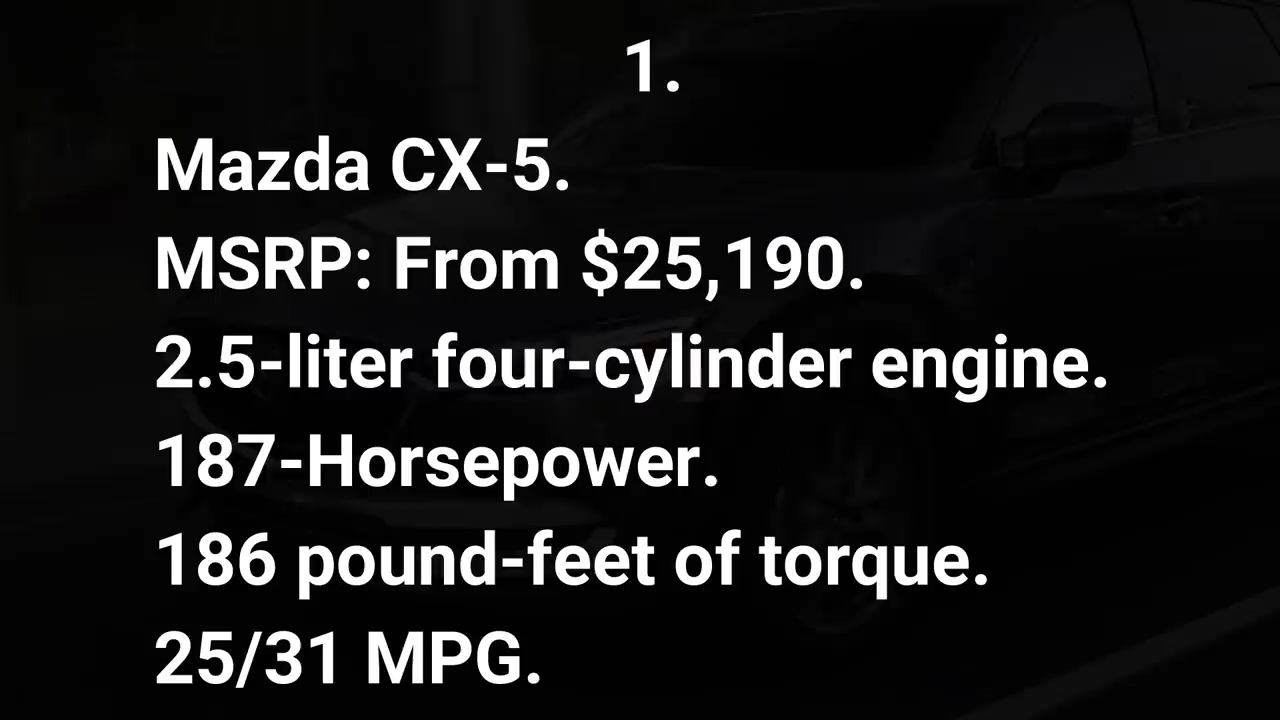 1.
Mazda CX-5.
MSRP: From $25,190.
2.5-liter four-cylinder engine.
187-Horsepower.
186 pound-feet of torque.
25/31 MPG.